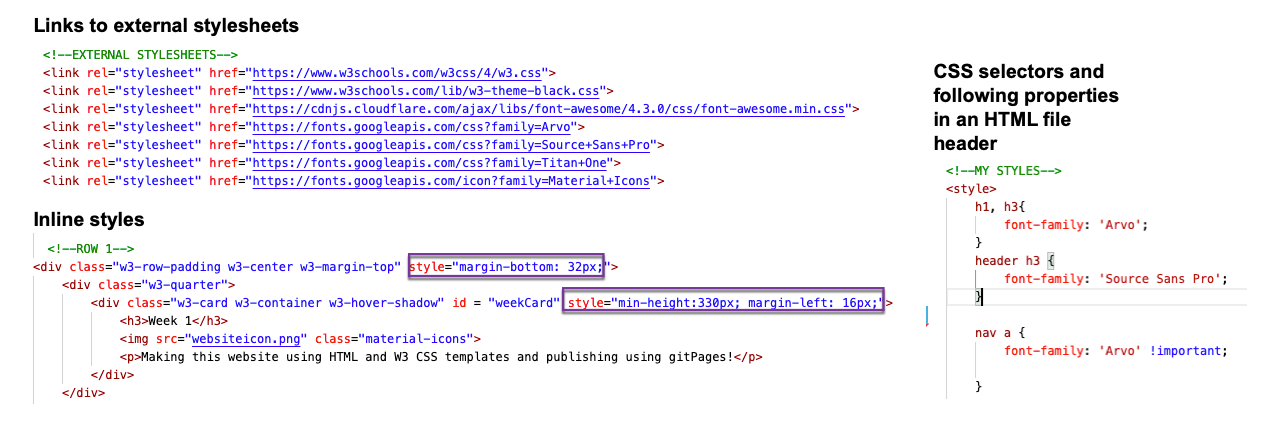 Links to external stylesheets
<!--EXTERNAL STYLESHEETS-->
<link rel="stylesheet" href="https://www.w3schools.com/w3css/4/w3.css">
<link rel="stylesheet" href="https://www.w3schools.com/lib/w3-theme-black.css">
<link rel="stylesheet" href="https://cdnjs.cloudflare.com/ajax/libs/font-awesome/4.3.0/css/font-awesome.min.css">
<link rel="stylesheet" href="https://fonts.googleapis.com/css?family=Arvo">
<link rel="stylesheet" href="https://fonts.googleapis.com/css?family=Source+Sans+Pro">
<link rel="stylesheet" href="https://fonts.googleapis.com/css?family=Titan+One">
<link rel="stylesheet" href="https://fonts.googleapis.com/icon?family=Material+Icons">
Inline styles
<!--ROW 1-->
<div class="w3-row-padding w3-center w3-margin-top" style="margin-bottom: 32px;">
<div class="w3-quarter">
<div class="w3-card w3-container w3-hover-shadow" id = "weekCard" style="min-height:330px; margin-left: 16px;">
<h3>Week 1</h3>
<img src="websiteicon.png" class="material-icons">
<p>Making this website using HTML and W3 CSS templates and publishing using gitPages!</p>
</div>
</div>
CSS selectors and
following properties
in an HTML file
header
<!--MY STYLES-->
<style>
h1, h3{
font-family: 'Arvo';
}
header h3 {
font-family: 'Source Sans Pro';
}
nav a {
font-family: 'Arvo' !important;
}